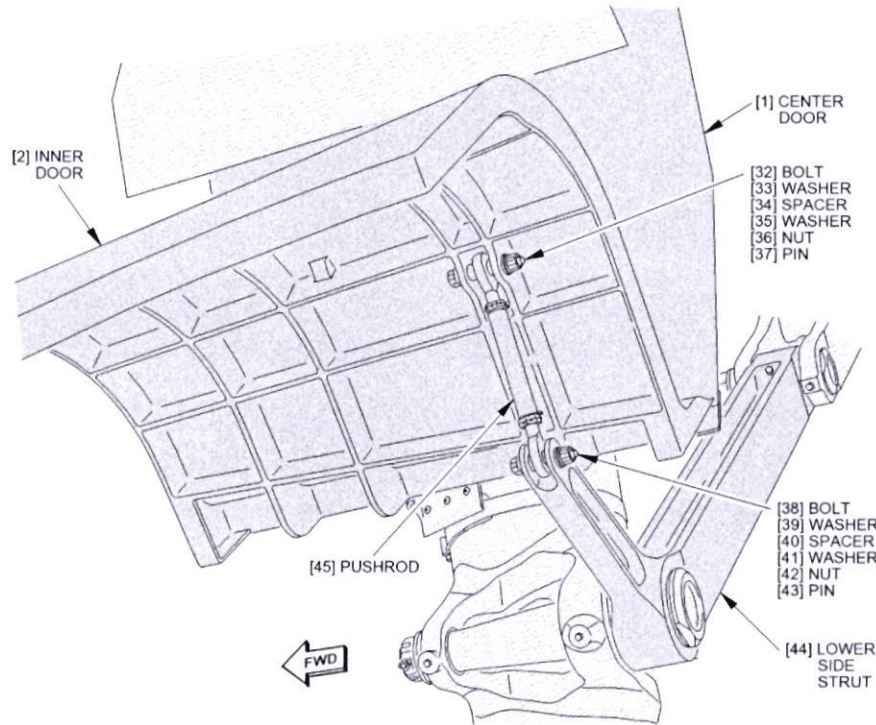 [1] CENTER
DOOR
[2] INNER
DOOR
[32] BOLT
[33] WASHER
[34] SPACER
[35] WASHER
[36] NUT
[37] PIN
[38] BOLT
[39] WASHER
[40] SPACER
[41] WASHER
[42] NUT
[43] PIN
[45] PUSHROD
[44] LOWER
SIDE
STRUT
FWD